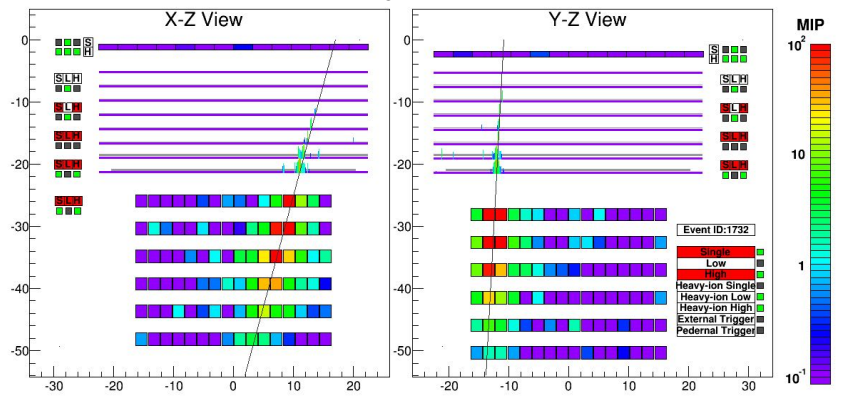 X-Z View
Y-Z View
MIP
0
-10
-20
-30
-40
-50
-30
-20
-10
0
10
20
S
H
S L H
S L H
S L H
S L H
S L H
0
-10
-20
-30
-40
-50
-20
-10
0
10
20
30
S
H
S L H
S L H
S L H
S L H
Event ID:1732
Single
Low
High
Heavy-ion Single
Heavy-ion Low
Heavy-ion High
External Trigger
Pedernal Trigger
10²
10
1
10⁻¹